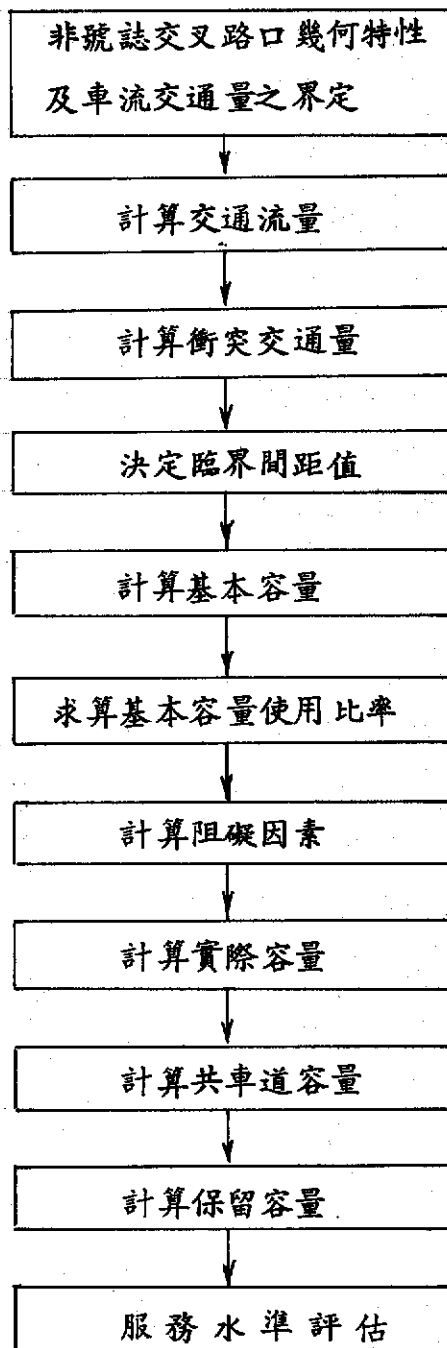 非號誌交叉路口幾何特性
及車流交通量之界定
計算交通流量
計算衝突交通量
決定臨界間距值
計算基本容量
求算基本容量使用比率
計算阻礙因素
計算實際容量
計算共車道容量
計算保留容量
服務水準評估